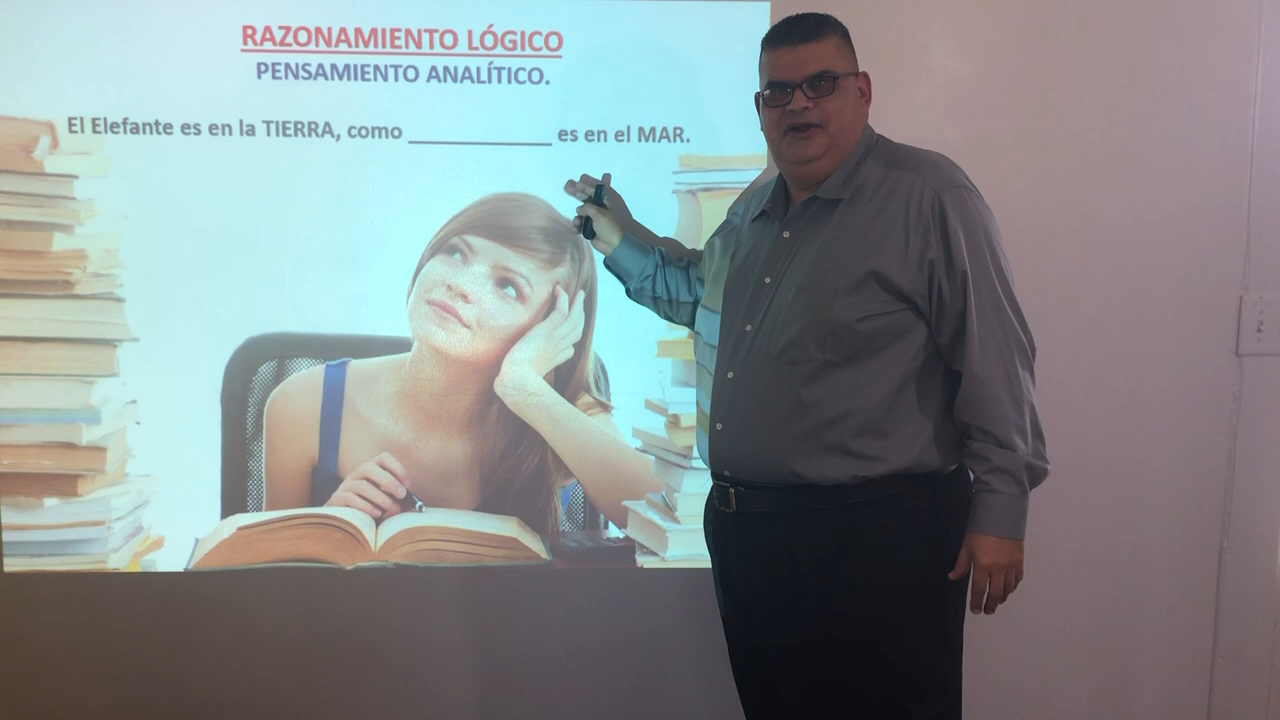 RAZONAMIENTO LÓGICO
PENSAMIENTO ANALÍTICO.
El Elefante es en la TIERRA, como ____________ es en el MAR.